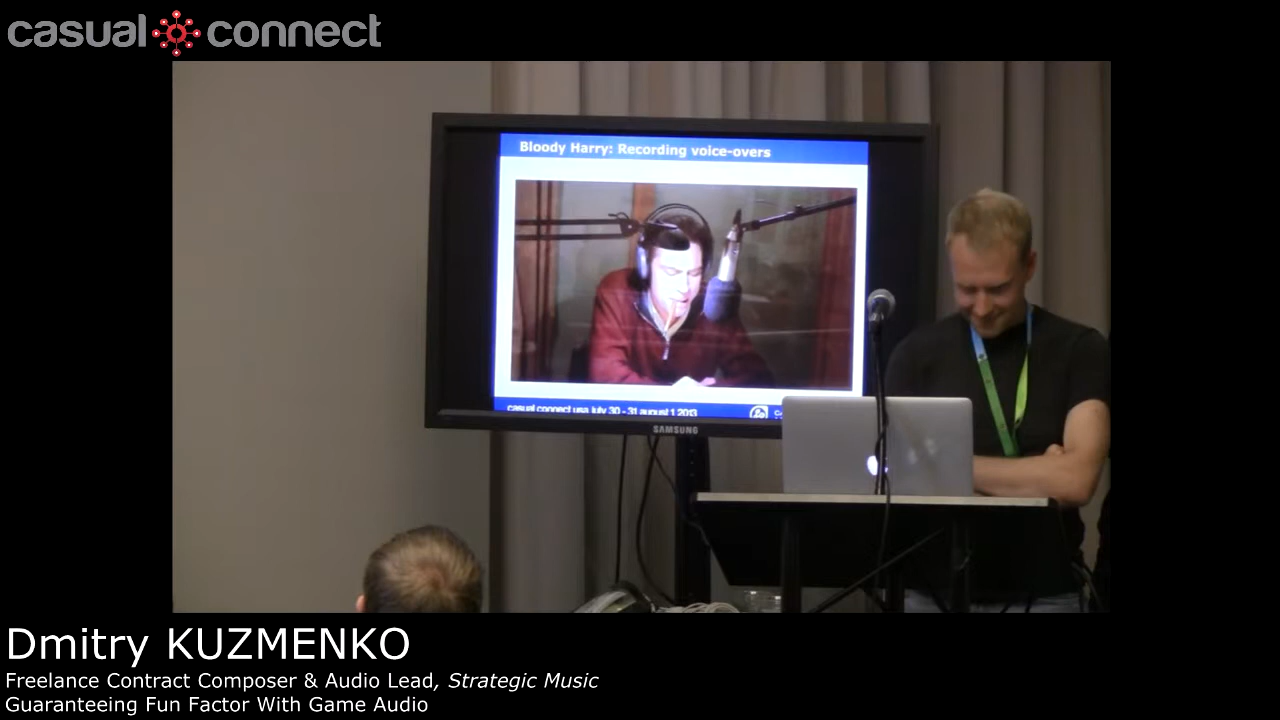 casual connect
Bloody Harry: Recording voice-overs
casual connect usa july 30 - 31 august 1 2013
SAMSUNG
Dmitry KUZMENKO
Freelance Contract Composer & Audio Lead, Strategic Music
Guaranteeing Fun Factor With Game Audio